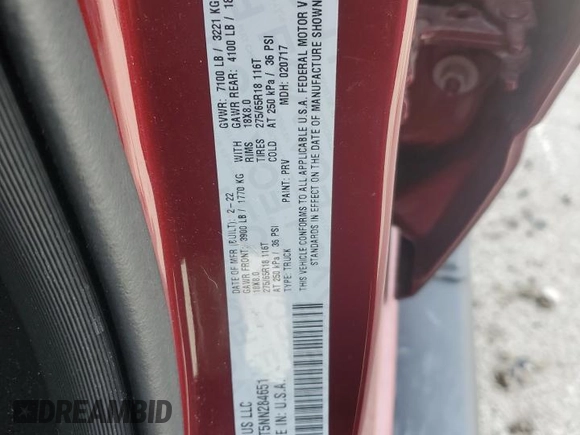 US LLC
DATE OF MFR (BUILT): 2-22 GVWR: 7100 LB / 3221 KG
GAWR FRONT: 3900 LB / 1770 KG WITH GAWR REAR: 4100 LB /
18X8.0 RIMS 18X8.0
275/65R18 116T TIRES 275/65R18 116T
AT 250 kPa / 36 PSI COLD AT 250 kPa / 36 PSI
TYPE: TRUCK PAINT: PRV MDH: 020717
THIS VEHICLE CONFORMS TO ALL APPLICABLE U.S.A. FEDERAL MOTOR V
STANDARDS IN EFFECT ON THE DATE OF MANUFACTURE SHOWN
T5MN284651
IN: U.S.A.
DREAMBID